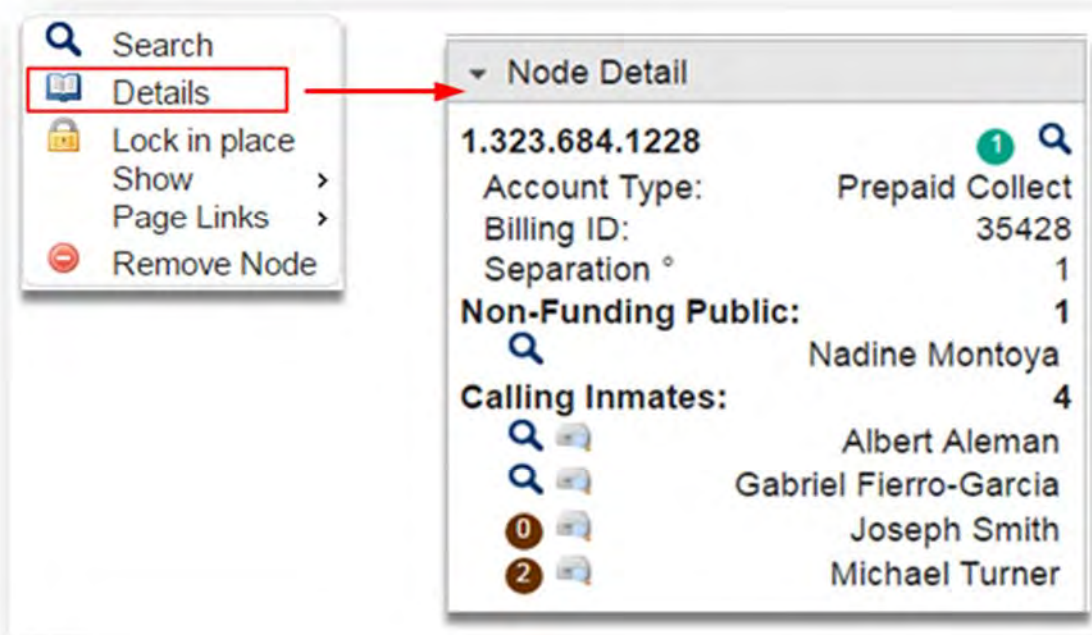 Search
Details
Lock in place
Show >
Page Links >
Remove Node
Node Detail
1.323.684.1228 1
Account Type: Prepaid Collect
Billing ID: 35428
Separation ° 1
Non-Funding Public: 1
Nadine Montoya
Calling Inmates: 4
Albert Aleman
Gabriel Fierro-Garcia
0 Joseph Smith
2 Michael Turner